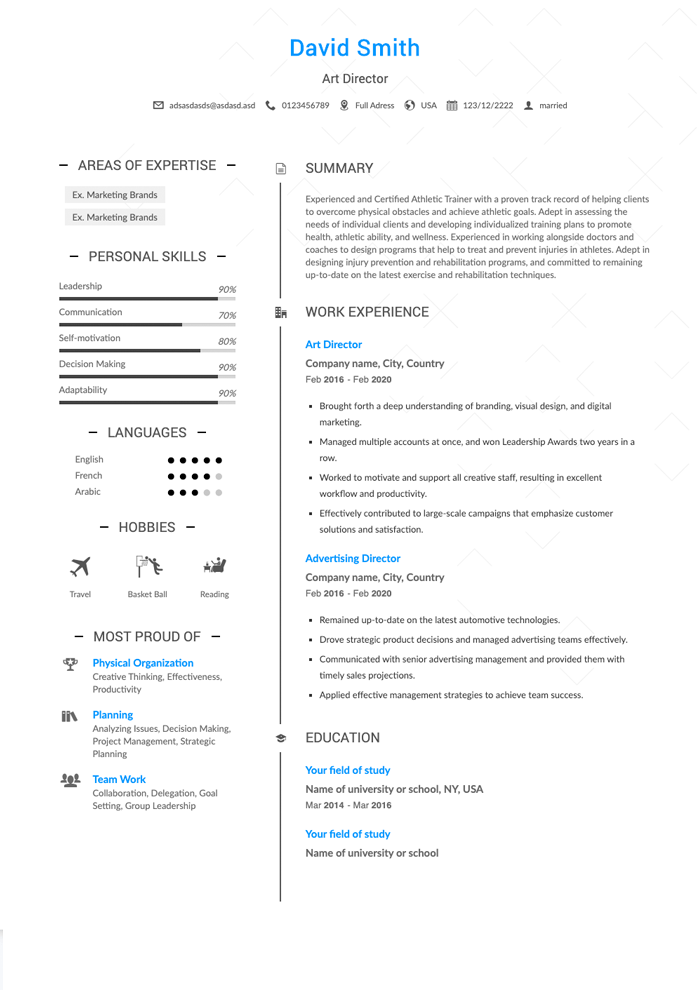 David Smith
Art Director
adsasdasds@asdasd.asd 0123456789 Full Adress USA 123/12/2222 married
AREAS OF EXPERTISE
Ex. Marketing Brands
Ex. Marketing Brands
PERSONAL SKILLS
Leadership 90%
Communication 70%
Self-motivation 80%
Decision Making 90%
Adaptability 90%
LANGUAGES
English
French
Arabic
HOBBIES
Travel Basket Ball Reading
MOST PROUD OF
Physical Organization
Creative Thinking, Effectiveness,
Productivity
Planning
Analyzing Issues, Decision Making,
Project Management, Strategic
Planning
Team Work
Collaboration, Delegation, Goal
Setting, Group Leadership
SUMMARY
Experienced and Certified Athletic Trainer with a proven track record of helping clients
to overcome physical obstacles and achieve athletic goals. Adept in assessing the
needs of individual clients and developing individualized training plans to promote
health, athletic ability, and wellness. Experienced in working alongside doctors and
coaches to design programs that help to treat and prevent injuries in athletes. Adept in
designing injury prevention and rehabilitation programs, and committed to remaining
up-to-date on the latest exercise and rehabilitation techniques.
WORK EXPERIENCE
Art Director
Company name, City, Country
Feb 2016 - Feb 2020
▪ Brought forth a deep understanding of branding, visual design, and digital
marketing.
▪ Managed multiple accounts at once, and won Leadership Awards two years in a
row.
▪ Worked to motivate and support all creative staff, resulting in excellent
workflow and productivity.
▪ Effectively contributed to large-scale campaigns that emphasize customer
solutions and satisfaction.
Advertising Director
Company name, City, Country
Feb 2016 - Feb 2020
▪ Remained up-to-date on the latest automotive technologies.
▪ Drove strategic product decisions and managed advertising teams effectively.
▪ Communicated with senior advertising management and provided them with
timely sales projections.
▪ Applied effective management strategies to achieve team success.
EDUCATION
Your field of study
Name of university or school, NY, USA
Mar 2014 - Mar 2016
Your field of study
Name of university or school